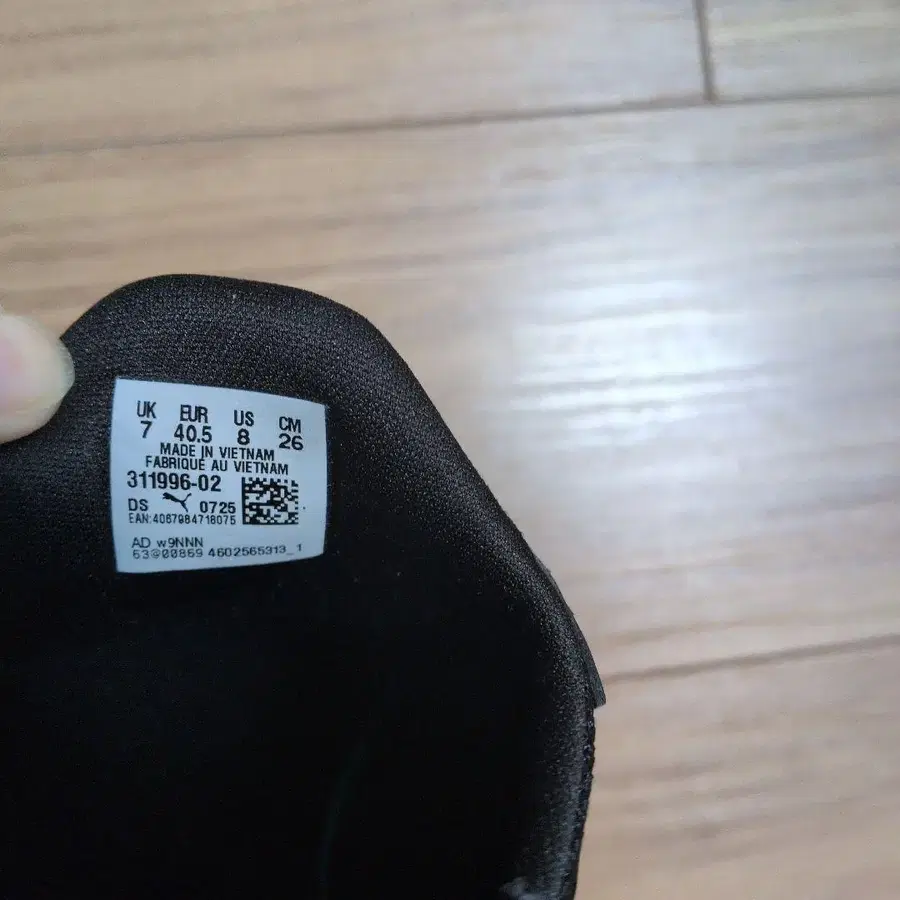 UK EUR US CM
7 40.5 8 26
MADE IN VIETNAM
FABRIQUE AU VIETNAM
311996-02
DS 0725
EAN:4067984718075
AD w9NNN
63@00869 4602565313_1